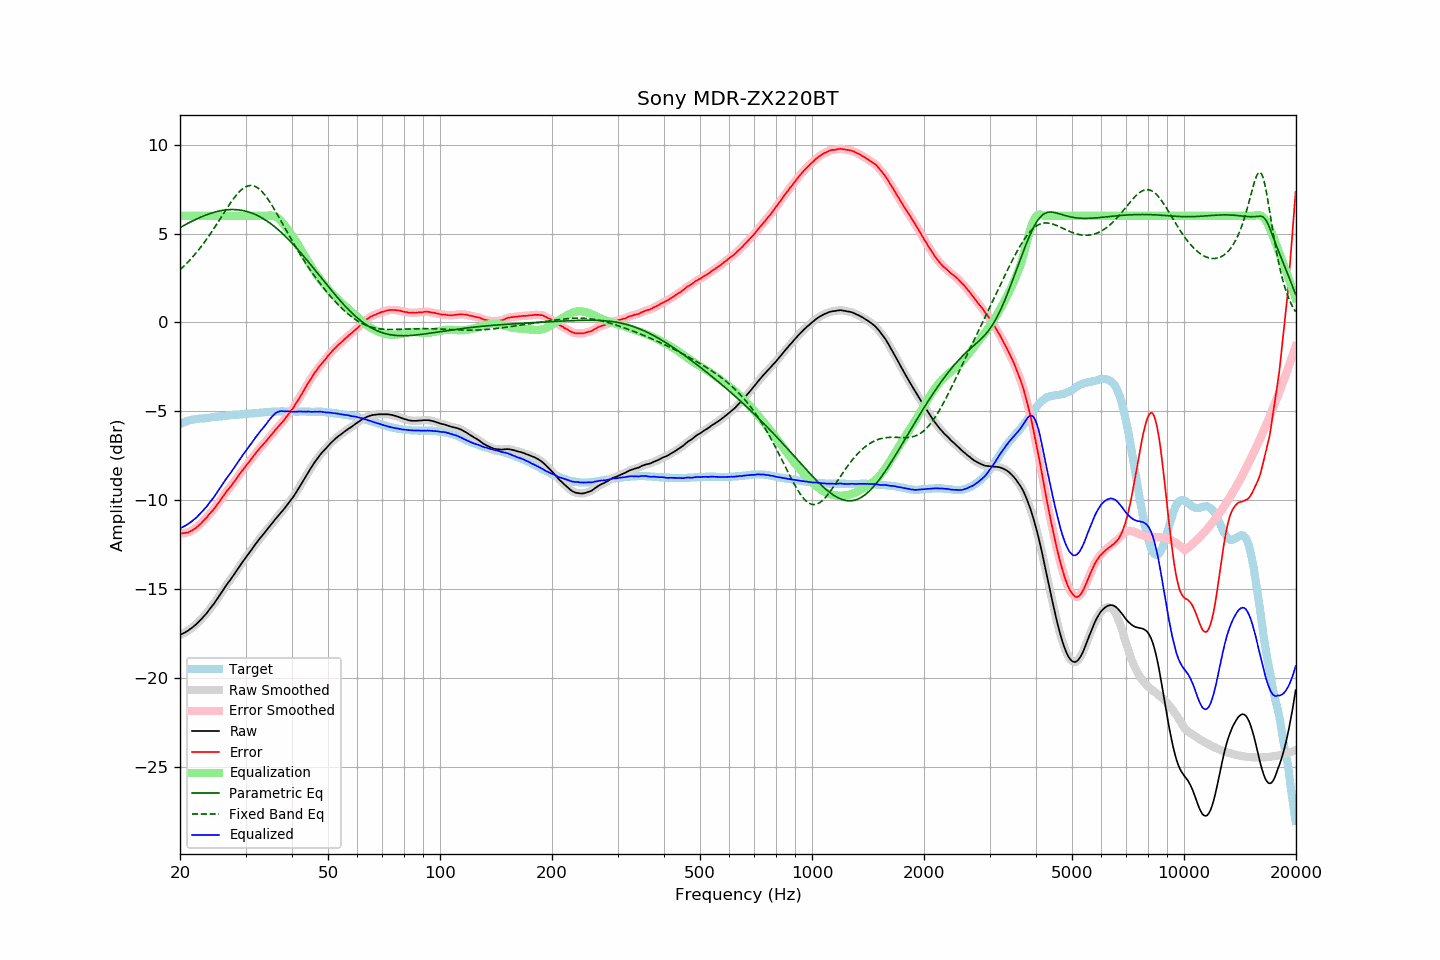 Sony MDR-ZX220BT
10
5
0
−5
−10
−15
−20
−25
Amplitude (dBr)
Target
Raw Smoothed
Error Smoothed
Raw
Error
Equalization
Parametric Eq
Fixed Band Eq
Equalized
20 50 100 200 500 1000 2000 5000 10000 20000
Frequency (Hz)